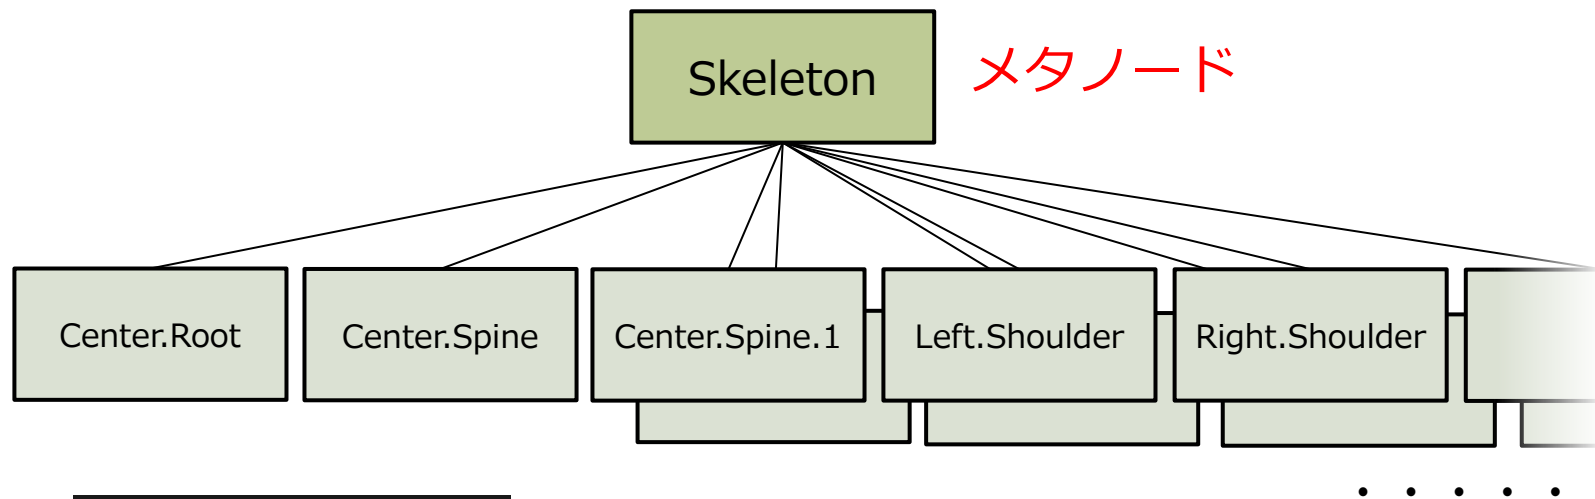 Skeleton
メタノード
Center.Root
Center.Spine
Center.Spine.1
Left.Shoulder
Right.Shoulder
・・・・・